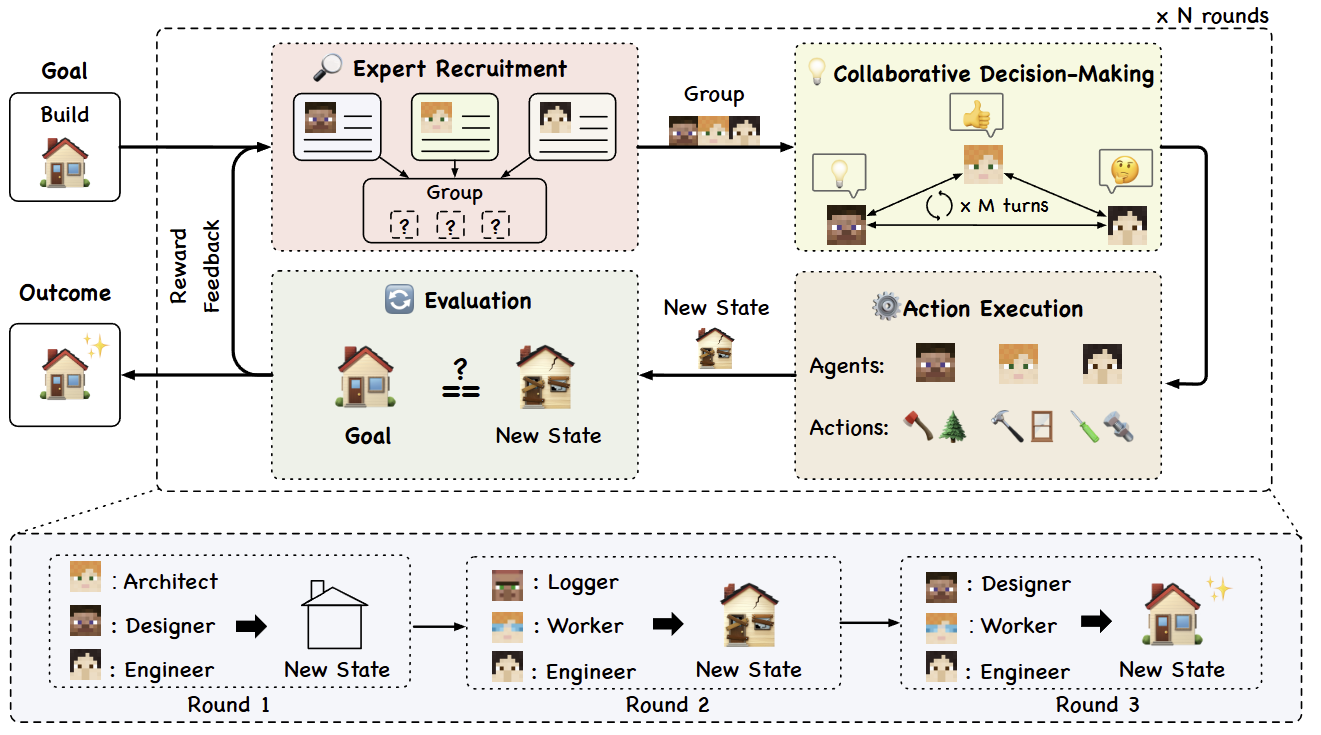 x N rounds
Goal
Build
Outcome
Reward
Feedback
Expert Recruitment
Group
? ? ?
Group
Collaborative Decision-Making
x M turns
Evaluation
?
==
Goal
New State
New State
Action Execution
Agents:
Actions:
: Architect
: Designer
: Engineer
New State
Round 1
: Logger
: Worker
: Engineer
New State
Round 2
: Designer
: Worker
: Engineer
New State
Round 3